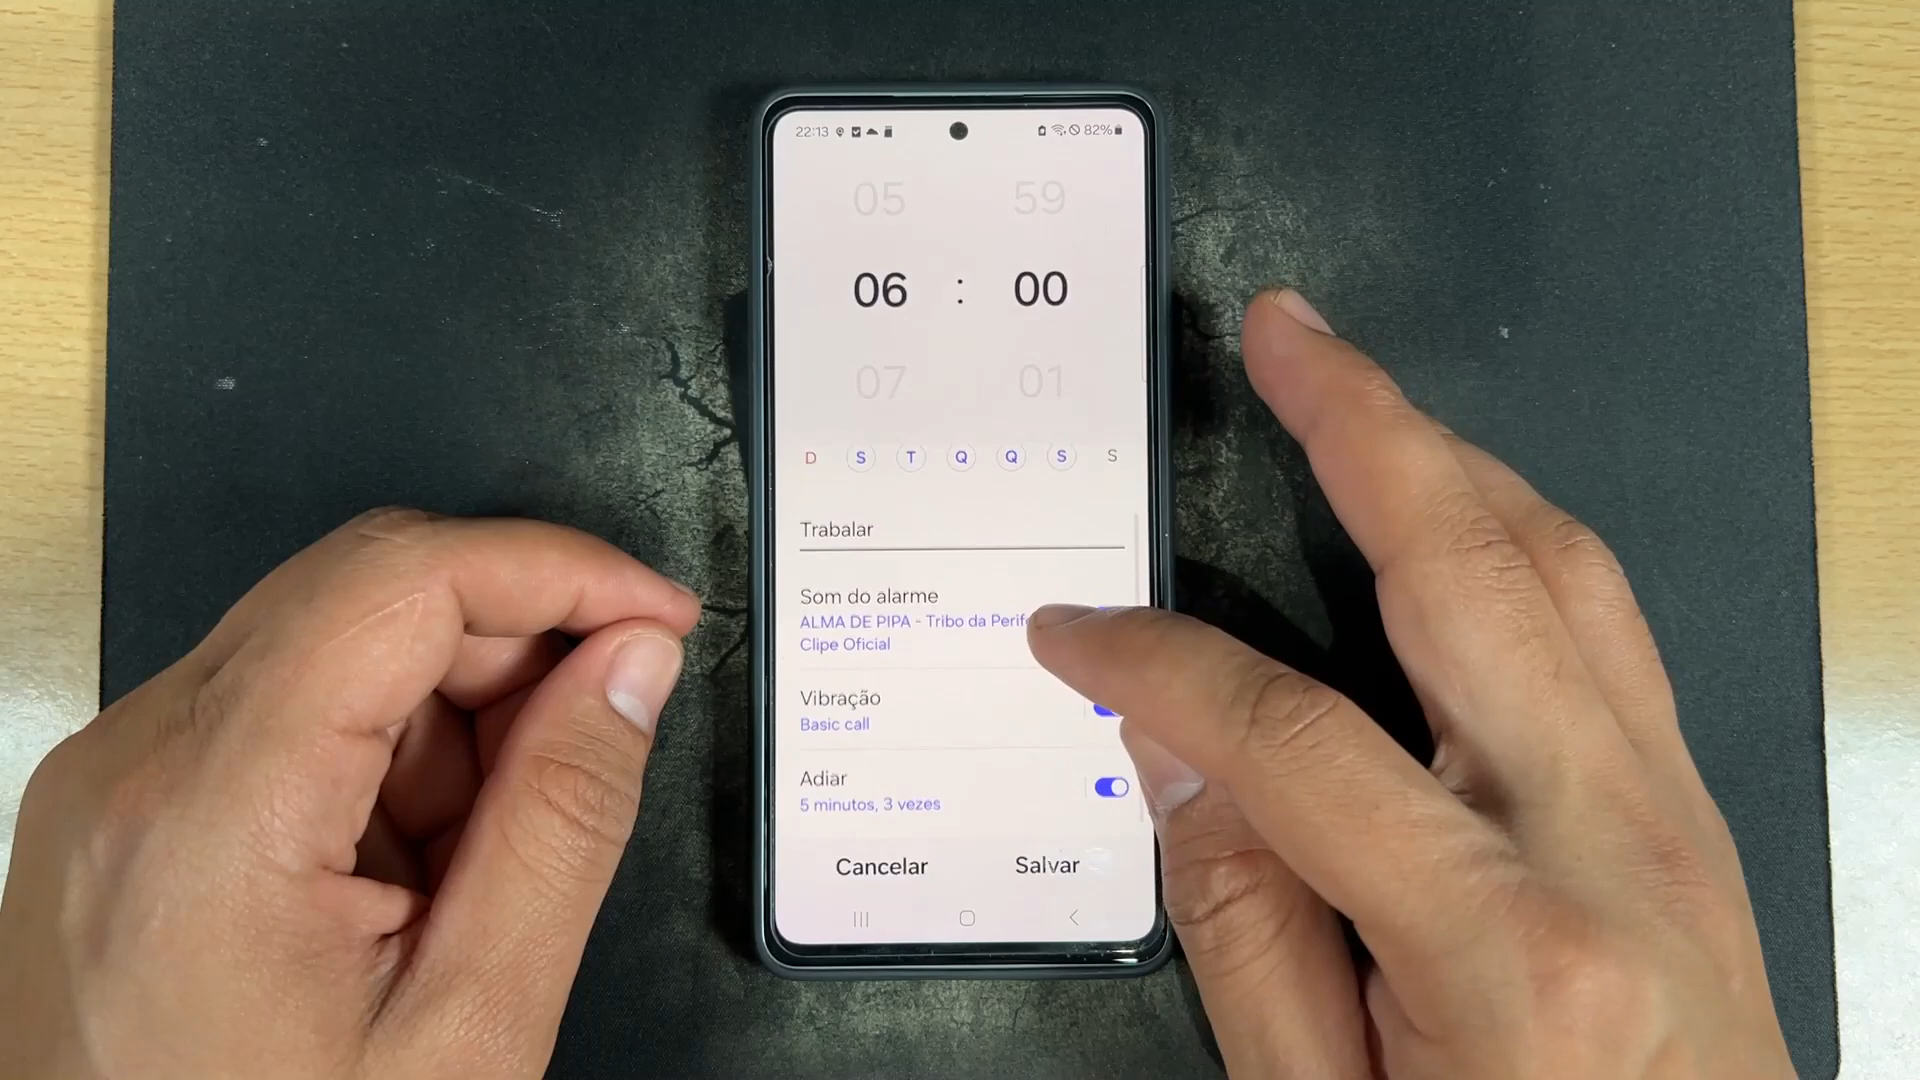 22:13 82%
05 59
06 : 00
07 01
D S T Q Q S S
Trabalar
Som do alarme
ALMA DE PIPA - Tribo da
Clipe Oficial
Vibração
Basic call
Adiar
5 minutos, 3 vezes
Cancelar Salvar